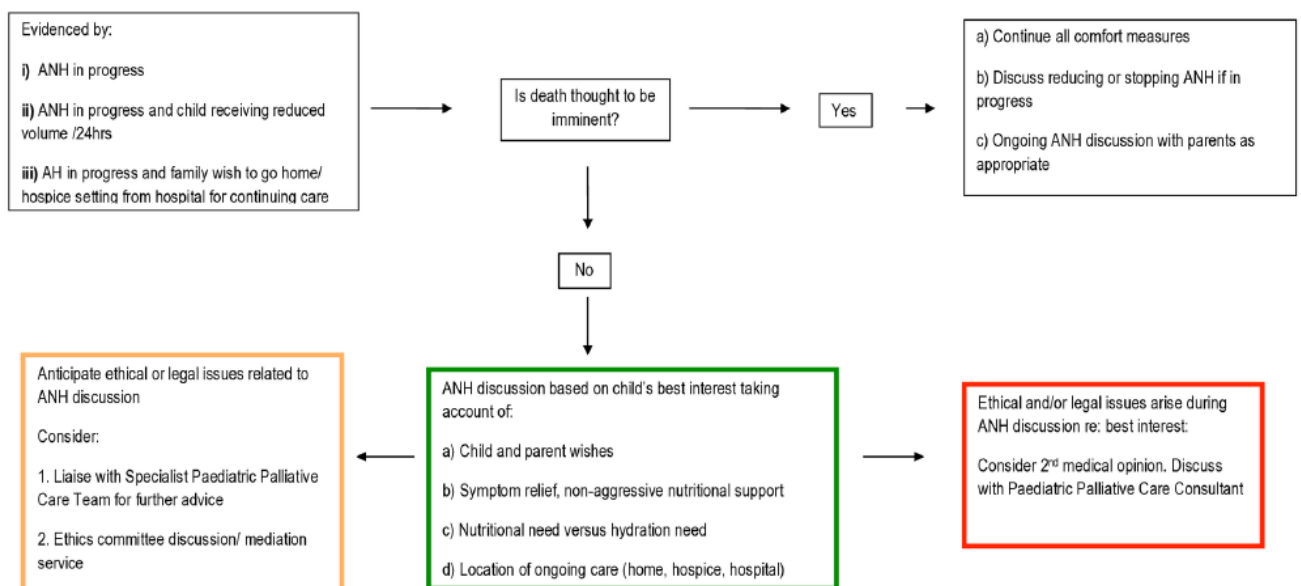 Evidenced by:
i) ANH in progress
ii) ANH in progress and child receiving reduced
volume /24hrs
iii) AH in progress and family wish to go home/
hospice setting from hospital for continuing care
Is death thought to be
imminent?
Yes
a) Continue all comfort measures
b) Discuss reducing or stopping ANH if in
progress
c) Ongoing ANH discussion with parents as
appropriate
No
Anticipate ethical or legal issues related to
ANH discussion
Consider:
1. Liaise with Specialist Paediatric Palliative
Care Team for further advice
2. Ethics committee discussion/ mediation
service
ANH discussion based on child's best interest taking
account of:
a) Child and parent wishes
b) Symptom relief, non-aggressive nutritional support
c) Nutritional need versus hydration need
d) Location of ongoing care (home, hospice, hospital)
Ethical and/or legal issues arise during
ANH discussion re: best interest:
Consider 2nd medical opinion. Discuss
with Paediatric Palliative Care Consultant